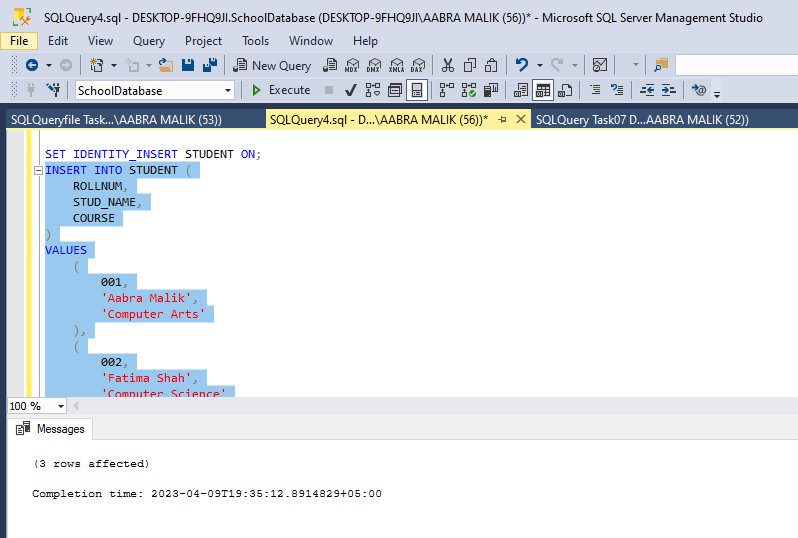 SQLQuery4.sql - DESKTOP-9FHQ9JI.SchoolDatabase (DESKTOP-9FHQ9JI\AABRA MALIK (56))* - Microsoft SQL Server Management Studio
File Edit View Query Project Tools Window Help
New Query MDX DMX XMLA DAX
SchoolDatabase Execute
SQLQueryfile Task...\AABRA MALIK (53)) SQLQuery4.sql - D...\AABRA MALIK (56))* SQLQuery Task07 D...AABRA MALIK (52))
SET IDENTITY_INSERT STUDENT ON;
INSERT INTO STUDENT (
ROLLNUM,
STUD_NAME,
COURSE
)
VALUES
(
001,
'Aabra Malik',
'Computer Arts'
),
(
002,
'Fatima Shah',
'Computer Science'
100 %
Messages
(3 rows affected)
Completion time: 2023-04-09T19:35:12.8914829+05:00